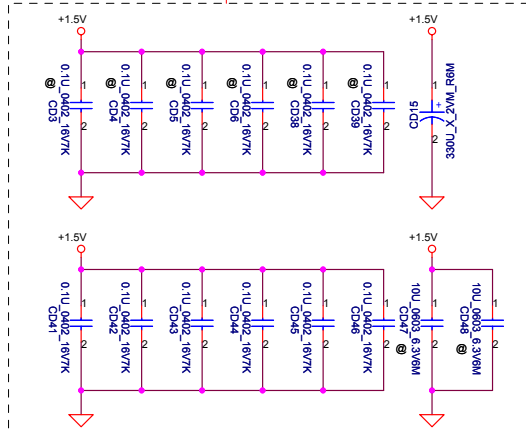 +1.5V
+1.5V
@ CD3 0.1U_0402_16V7K 1 2
@ CD4 0.1U_0402_16V7K 1 2
@ CD5 0.1U_0402_16V7K 1 2
@ CD6 0.1U_0402_16V7K 1 2
@ CD38 0.1U_0402_16V7K 1 2
@ CD39 0.1U_0402_16V7K 1 2
CD15 1 + 2 330U_X_2VM_R6M
+1.5V
+1.5V
CD41 0.1U_0402_16V7K 1 2
CD42 0.1U_0402_16V7K 1 2
CD43 0.1U_0402_16V7K 1 2
CD44 0.1U_0402_16V7K 1 2
CD45 0.1U_0402_16V7K 1 2
CD46 0.1U_0402_16V7K 1 2
CD47 @ 10U_0603_6.3V6M 1 2
CD48 @ 10U_0603_6.3V6M 1 2